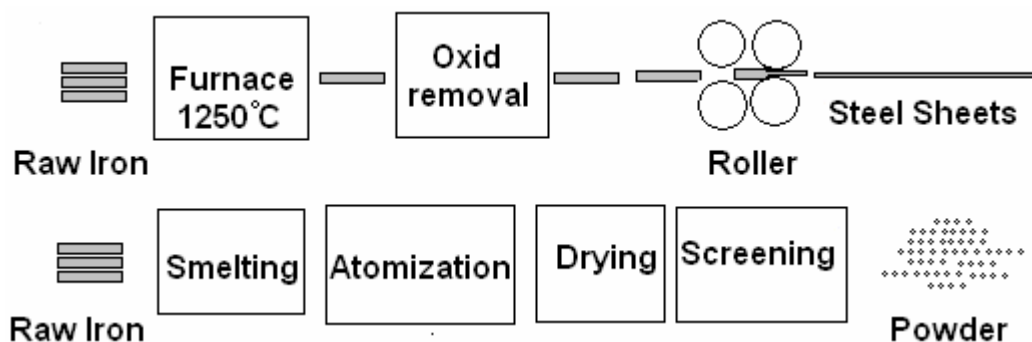 Furnace
1250°C
Oxid
removal
Steel Sheets
Raw Iron
Roller
Smelting
Atomization
Drying
Screening
Raw Iron
Powder